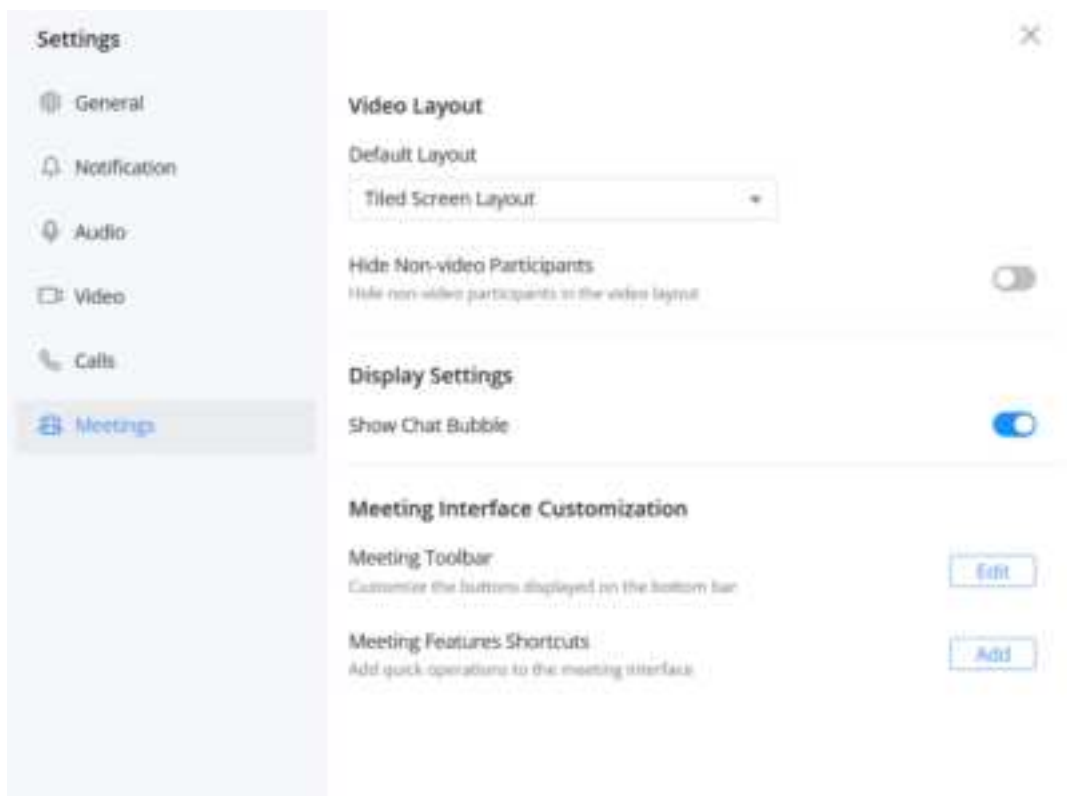 Settings
General
Notification
Audio
Video
Calls
Meetings
Video Layout
Default Layout
Tiled Screen Layout
Hide Non-video Participants
Hide non-video participants in the video layout
Display Settings
Show Chat Bubble
Meeting Interface Customization
Meeting Toolbar
Edit
Customize the buttons displayed on the bottom bar
Meeting Features Shortcuts
Add
Add quick operations to the meeting interface